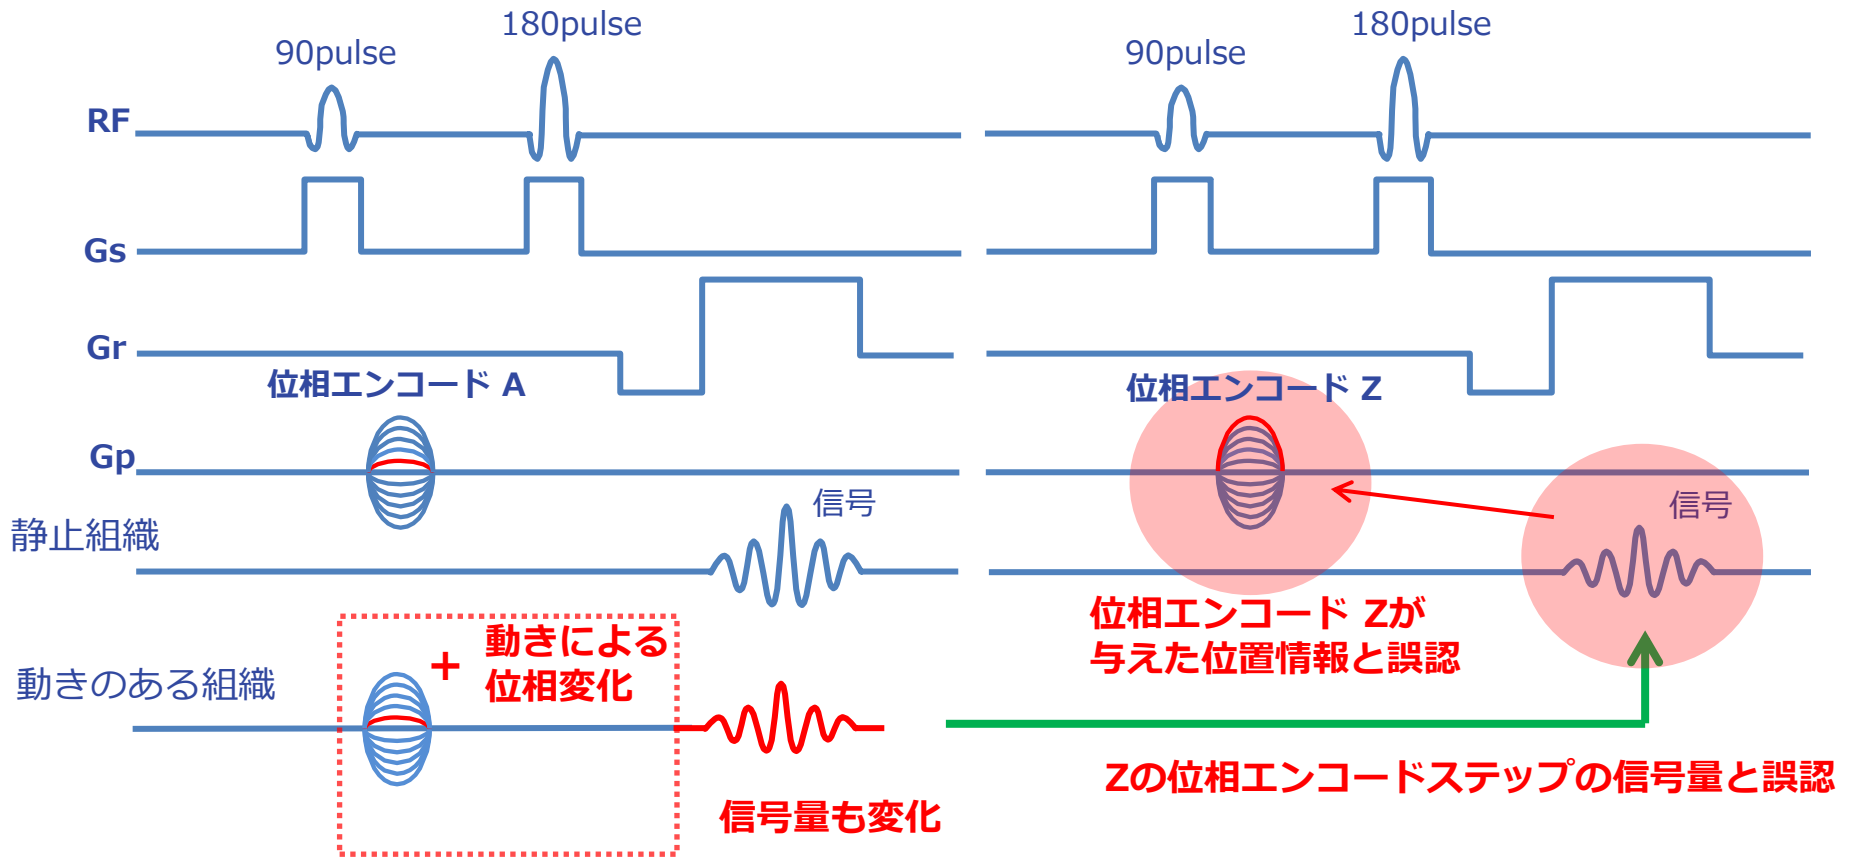 90pulse
180pulse
RF
Gs
Gr
位相エンコード A
Gp
信号
静止組織
動きのある組織
+
動きによる
位相変化
信号量も変化
90pulse
180pulse
位相エンコード Z
信号
位相エンコード Zが
与えた位置情報と誤認
Zの位相エンコードステップの信号量と誤認